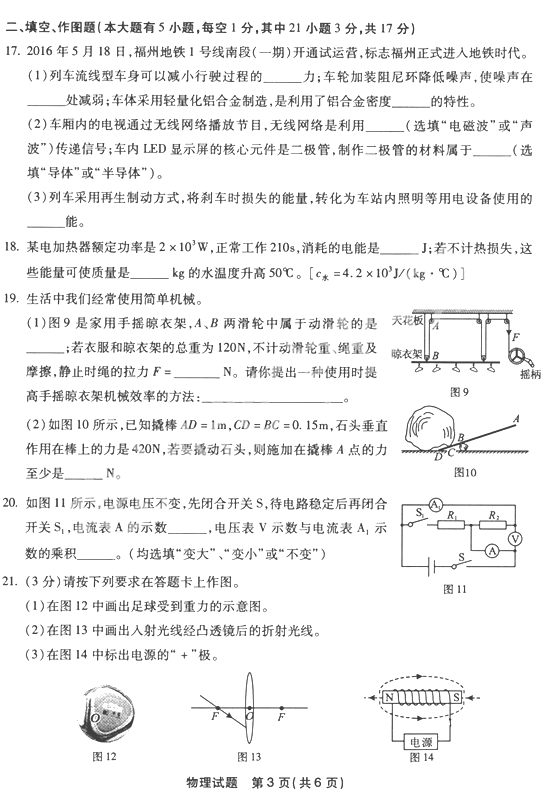 二、填空、作图题(本大题有5小题,每空1分,其中21小题3分,共17分)
17. 2016年5月18日,福州地铁1号线南段(一期)开通试运营,标志福州正式进入地铁时代。
(1)列车流线型车身可以减小行驶过程的______力;车轮加装阻尼环降低噪声,使噪声在
______处减弱;车体采用轻量化铝合金制造,是利用了铝合金密度______的特性。
(2)车厢内的电视通过无线网络播放节目,无线网络是利用______(选填“电磁波”或“声
波”)传递信号;车内LED显示屏的核心元件是二极管,制作二极管的材料属于______(选
填“导体”或“半导体”)。
(3)列车采用再生制动方式,将刹车时损失的能量,转化为车站内照明等用电设备使用的
______能。
18. 某电加热器额定功率是2×10³W,正常工作210s,消耗的电能是______J;若不计热损失,这
些能量可使质量是______kg的水温度升高50℃。[c水=4.2×10³J/(kg·℃)]
19. 生活中我们经常使用简单机械。
(1)图9是家用手摇晾衣架,A、B两滑轮中属于动滑轮的是
______;若衣服和晾衣架的总重为120N,不计动滑轮重、绳重及
摩擦,静止时绳的拉力F=______N。请你提出一种使用时提
高手摇晾衣架机械效率的方法:____________________。
天花板
A
F
晾衣架
B
摇柄
图9
(2)如图10所示,已知撬棒AD=1m,CD=BC=0.15m,石头垂直
作用在棒上的力是420N,若要撬动石头,则施加在撬棒A点的力
至少是______N。
A
B
D
C
图10
20. 如图11所示,电源电压不变,先闭合开关S,待电路稳定后再闭合
开关S₁,电流表A的示数______,电压表V示数与电流表A₁示
数的乘积______。(均选填“变大”、“变小”或“不变”)
A₁
S₁
R₁
R₂
V
A
S
图11
21. (3分)请按下列要求在答题卡上作图。
(1)在图12中画出足球受到重力的示意图。
(2)在图13中画出入射光线经凸透镜后的折射光线。
(3)在图14中标出电源的“+”极。
O
图12
F
O
F
图13
N
S
电源
图14
物理试题 第3页(共6页)